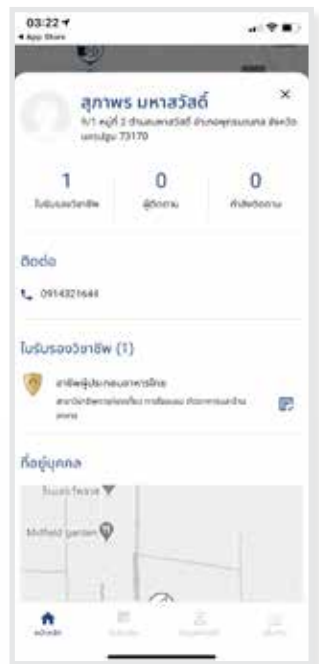 03:22
App Store
สุภาพร มหาสวัสดิ์
9/1 หมู่ที่ 2 ตำบลมหาสวัสดิ์ อำเภอพุทธมณฑล จังหวัด
นครปฐม 73170
1 0 0
ใบรับรองวิชาชีพ ผู้ติดตาม กำลังติดตาม
ติดต่อ
0914321644
ใบรับรองวิชาชีพ (1)
อาชีพผู้ประกอบอาหารไทย
อาหาร
ที่อยู่บุคคล
Midfield garden
หน้าหลัก